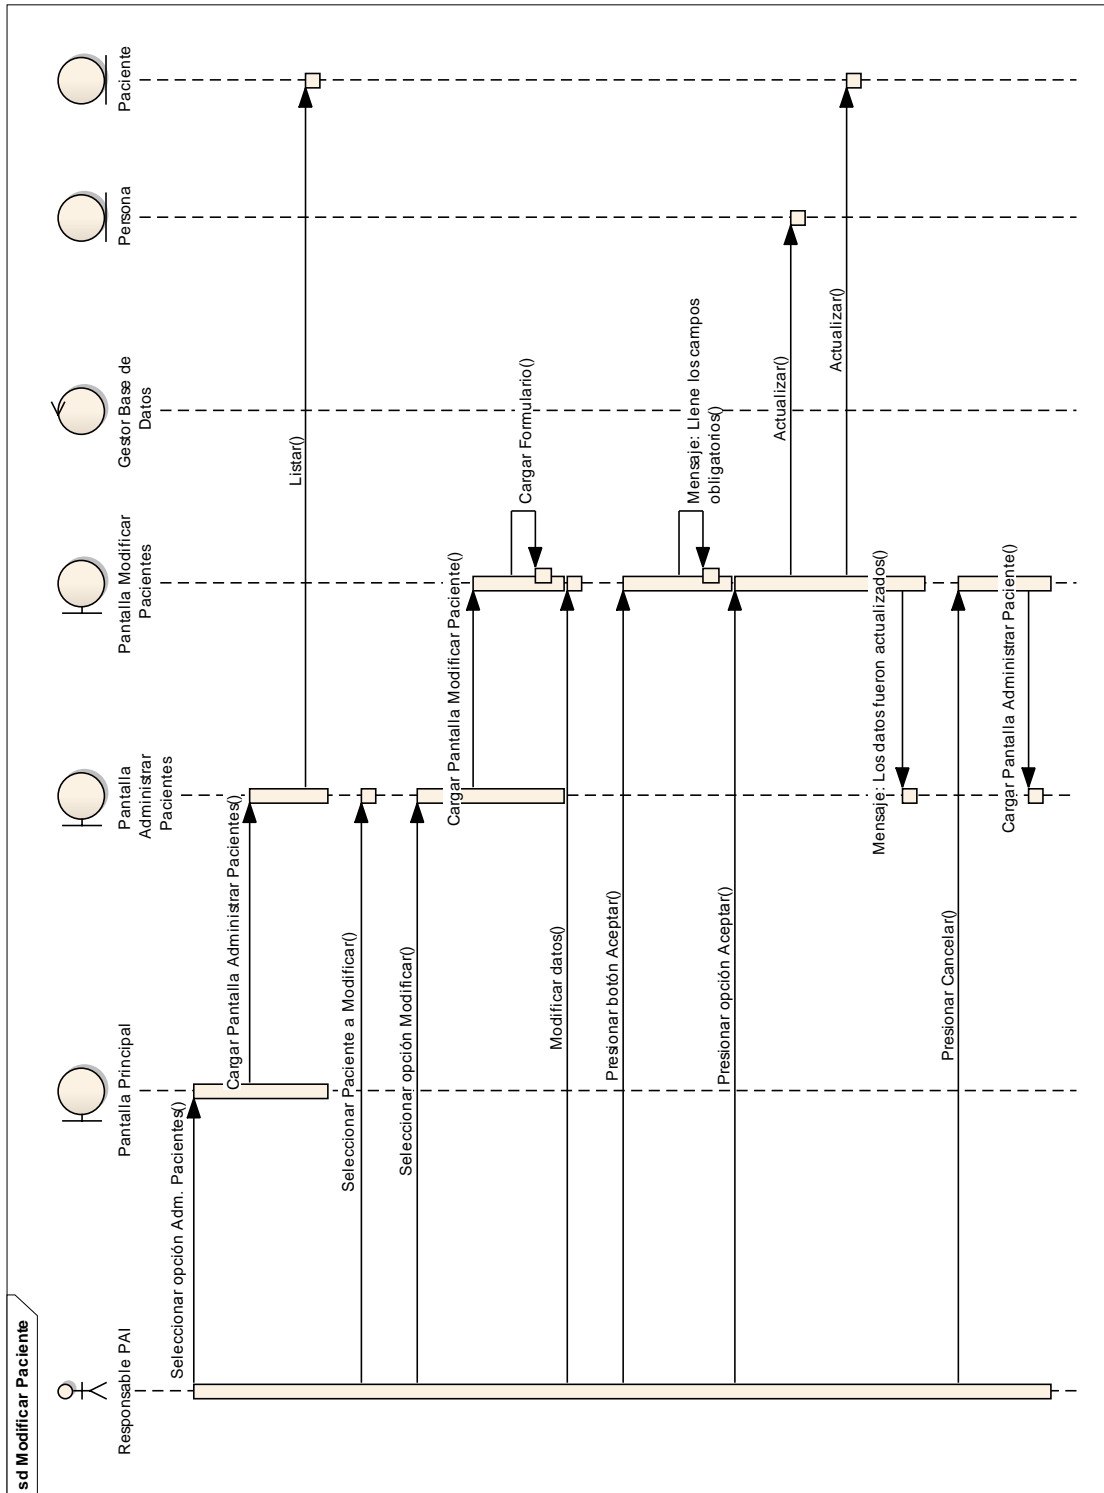 sd Modificar Paciente
Responsable PAI
Pantalla Principal
Pantalla
Administrar
Pacientes
Pantalla Modificar
Pacientes
Gestor Base de
Datos
Persona
Paciente
Seleccionar opción Adm. Pacientes()
Cargar Pantalla Administrar Pacientes()
Listar()
Seleccionar Paciente a Modificar()
Seleccionar opción Modificar()
Cargar Pantalla Modificar Paciente()
Cargar Formulario()
Modificar datos()
Presionar botón Aceptar()
Mensaje: Llene los campos
obligatorios()
Presionar opción Aceptar()
Actualizar()
Actualizar()
Mensaje: Los datos fueron actualizados()
Presionar Cancelar()
Cargar Pantalla Administrar Paciente()